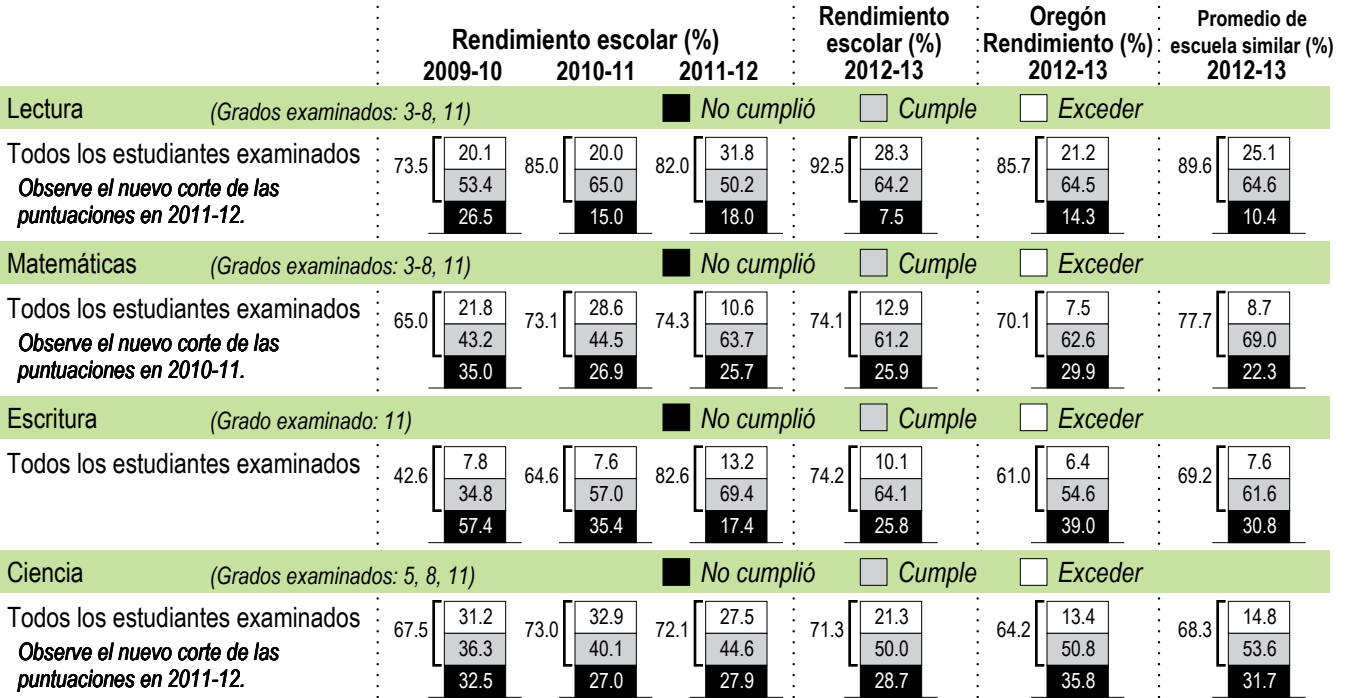 Rendimiento escolar (%)
2009-10 2010-11 2011-12
Rendimiento
escolar (%)
2012-13
Oregón
Rendimiento (%)
2012-13
Promedio de
escuela similar (%)
2012-13
Lectura (Grados examinados: 3-8, 11) No cumplió Cumple Exceder
Todos los estudiantes examinados
Observe el nuevo corte de las
puntuaciones en 2011-12.
73.5 20.1 85.0 20.0 82.0 31.8 92.5 28.3 85.7 21.2 89.6 25.1
53.4 65.0 50.2 64.2 64.5 64.6
26.5 15.0 18.0 7.5 14.3 10.4
Matemáticas (Grados examinados: 3-8, 11) No cumplió Cumple Exceder
Todos los estudiantes examinados
Observe el nuevo corte de las
puntuaciones en 2010-11.
65.0 21.8 73.1 28.6 74.3 10.6 74.1 12.9 70.1 7.5 77.7 8.7
43.2 44.5 63.7 61.2 62.6 69.0
35.0 26.9 25.7 25.9 29.9 22.3
Escritura (Grado examinado: 11) No cumplió Cumple Exceder
Todos los estudiantes examinados
42.6 7.8 64.6 7.6 82.6 13.2 74.2 10.1 61.0 6.4 69.2 7.6
34.8 57.0 69.4 64.1 54.6 61.6
57.4 35.4 17.4 25.8 39.0 30.8
Ciencia (Grados examinados: 5, 8, 11) No cumplió Cumple Exceder
Todos los estudiantes examinados
Observe el nuevo corte de las
puntuaciones en 2011-12.
67.5 31.2 73.0 32.9 72.1 27.5 71.3 21.3 64.2 13.4 68.3 14.8
36.3 40.1 44.6 50.0 50.8 53.6
32.5 27.0 27.9 28.7 35.8 31.7